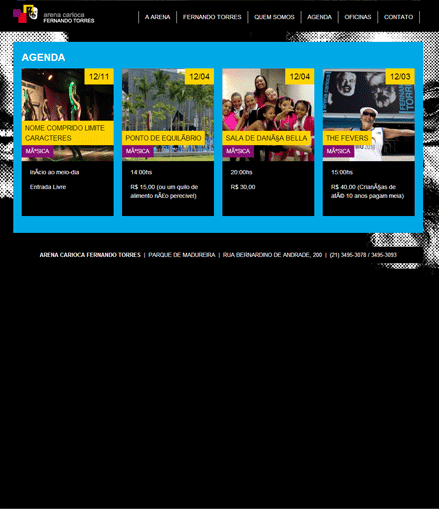 arena carioca
FERNANDO TORRES
A ARENA
FERNANDO TORRES
QUEM SOMOS
AGENDA
OFICINAS
CONTATO
AGENDA
12/11
NOME COMPRIDO LIMITE
CARACTERES
MÃºSICA
inÃ­cio ao meio-dia
Entrada Livre
12/04
PONTO DE EQUILÃ­BRIO
MÃºSICA
14:00hs
R$ 15,00 (ou um quilo de
alimento nÃ£o perecível)
12/04
SALA DE DANÃ§A BELLA
MÃºSICA
20:00hs
R$ 30,00
12/03
THE FEVERS
MÃºSICA
15:00hs
R$ 40,00 (CrianÃ§as de
atÃ© 10 anos pagam meia)
ARENA CARIOCA FERNANDO TORRES | PARQUE DE MADUREIRA | RUA BERNARDINO DE ANDRADE, 200 | (21) 3495-3078 / 3495-3093